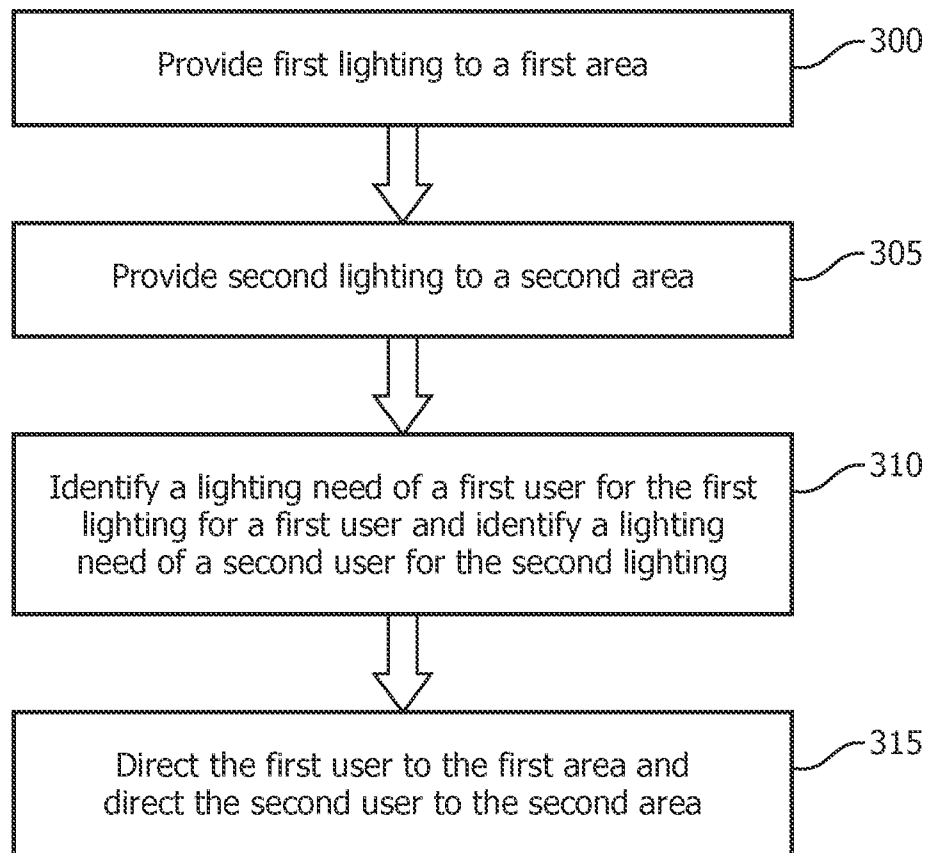 Provide first lighting to a first area
300
Provide second lighting to a second area
305
Identify a lighting need of a first user for the first
lighting for a first user and identify a lighting
need of a second user for the second lighting
310
Direct the first user to the first area and
direct the second user to the second area
315